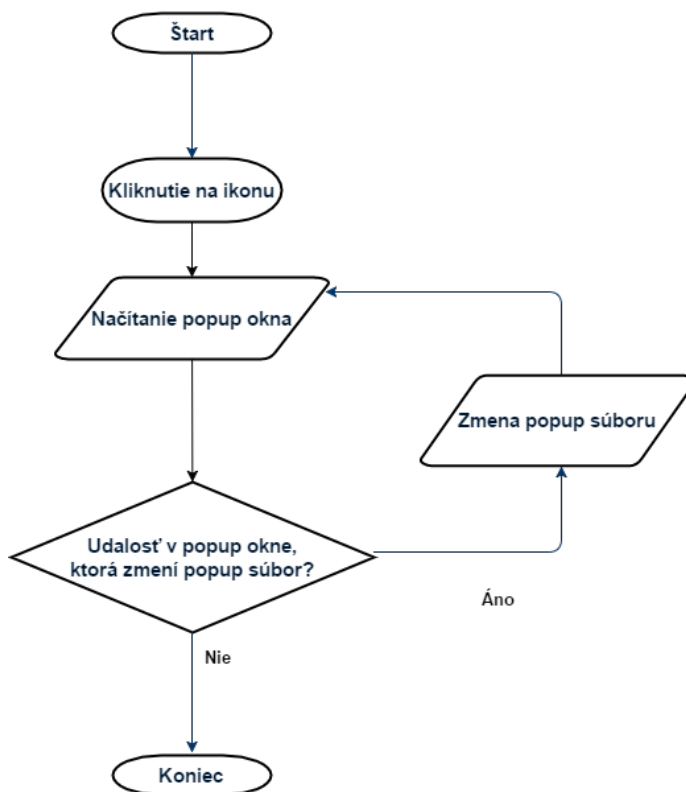 Štart
Kliknutie na ikonu
Načítanie popup okna
Zmena popup súboru
Udalosť v popup okne,
ktorá zmení popup súbor?
Áno
Nie
Koniec